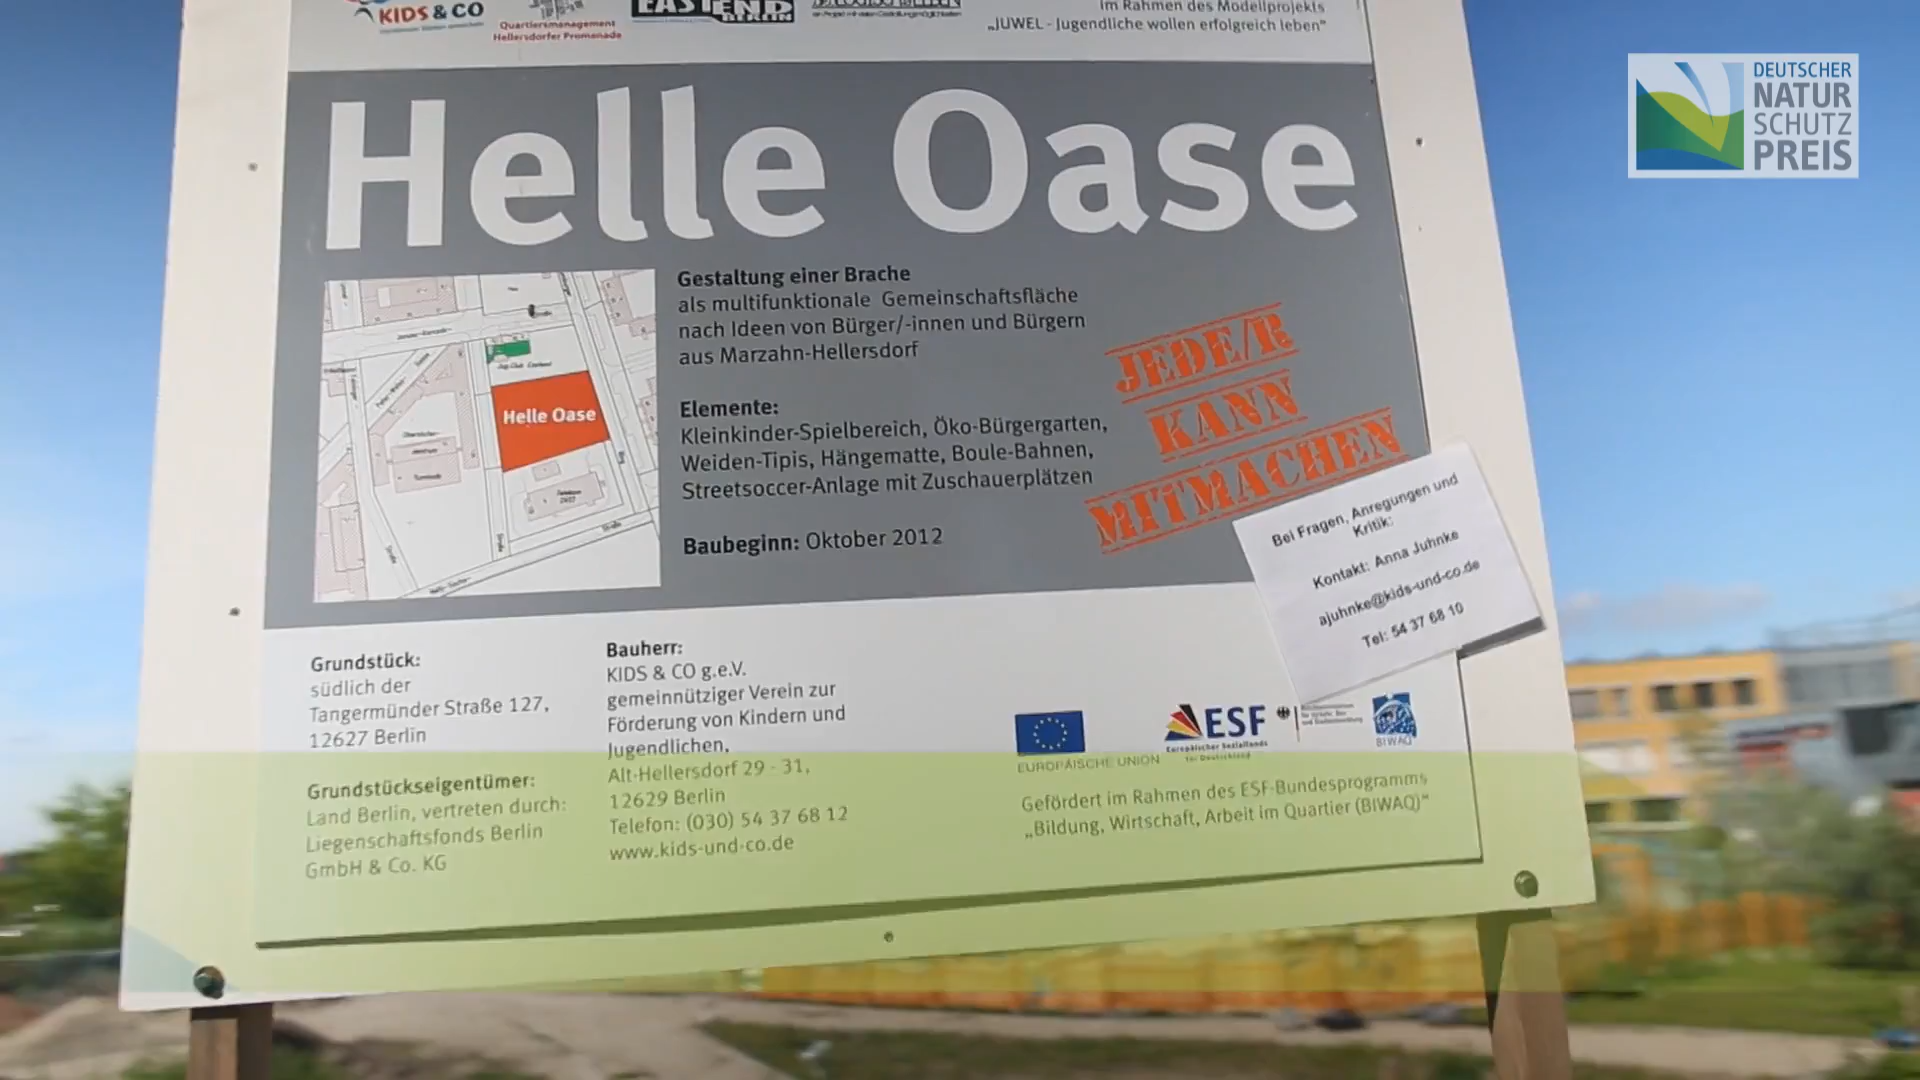 KIDS & CO
Quartiersmanagement
Hellersdorfer Promenade
EASTEND
BERLIN
im Rahmen des Modellprojekts
„JUWEL - Jugendliche wollen erfolgreich leben“
DEUTSCHER
NATUR
SCHUTZ
PREIS
Helle Oase
Gestaltung einer Brache
als multifunktionale Gemeinschaftsfläche
nach Ideen von Bürger/-innen und Bürgern
aus Marzahn-Hellersdorf
Helle Oase
Elemente:
Kleinkinder-Spielbereich, Öko-Bürgergarten,
Weiden-Tipis, Hängematte, Boule-Bahnen,
Streetsoccer-Anlage mit Zuschauerplätzen
Baubeginn: Oktober 2012
JEDE/R
KANN
MITMACHEN
Bei Fragen, Anregungen und
Kritik:
Kontakt: Anna Juhnke
ajuhnke@kids-und-co.de
Tel: 54 37 68 10
Grundstück:
südlich der
Tangermünder Straße 127,
12627 Berlin
Grundstückseigentümer:
Land Berlin, vertreten durch:
Liegenschaftsfonds Berlin
GmbH & Co. KG
Bauherr:
KIDS & CO g.e.V.
gemeinnütziger Verein zur
Förderung von Kindern und
Jugendlichen,
Alt-Hellersdorf 29 - 31,
12629 Berlin
Telefon: (030) 54 37 68 12
www.kids-und-co.de
EUROPÄISCHE UNION
ESF
Europäischer Sozialfonds
für Deutschland
BIWAQ
Gefördert im Rahmen des ESF-Bundesprogramms
„Bildung, Wirtschaft, Arbeit im Quartier (BIWAQ)“